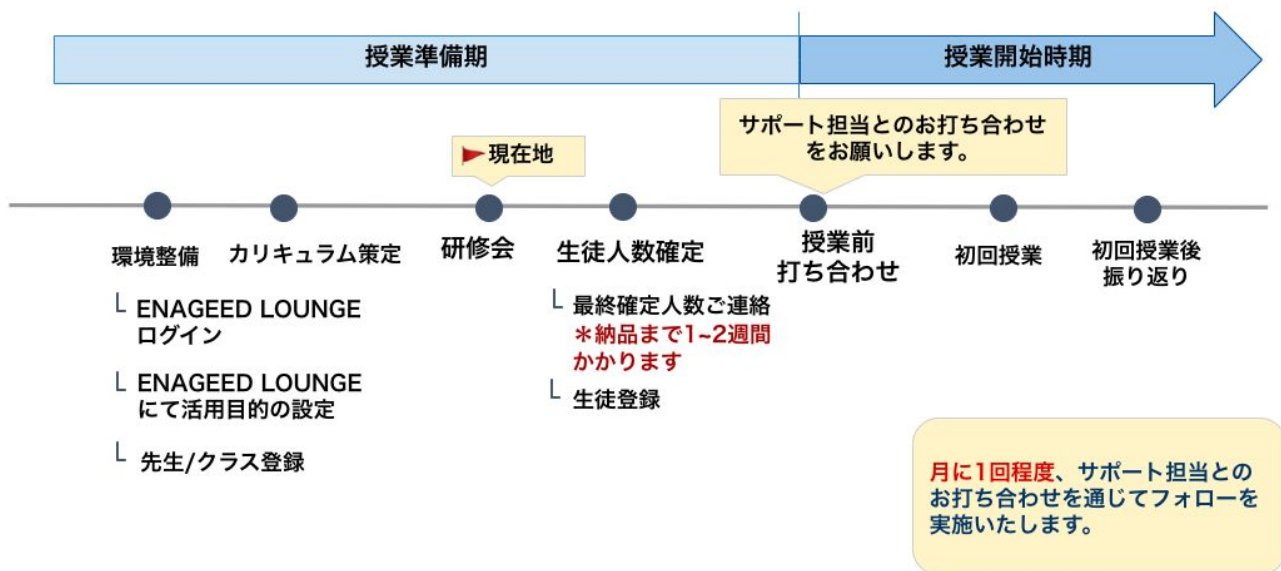 授業準備期
授業開始時期
サポート担当とのお打ち合わせ
をお願いします。
現在地
環境整備
カリキュラム策定
研修会
生徒人数確定
授業前
打ち合わせ
初回授業
初回授業後
振り返り
ENAGEED LOUNGE
ログイン
ENAGEED LOUNGE
にて活用目的の設定
先生/クラス登録
最終確定人数ご連絡
＊納品まで1~2週間
かかります
生徒登録
月に1回程度、サポート担当との
お打ち合わせを通じてフォローを
実施いたします。